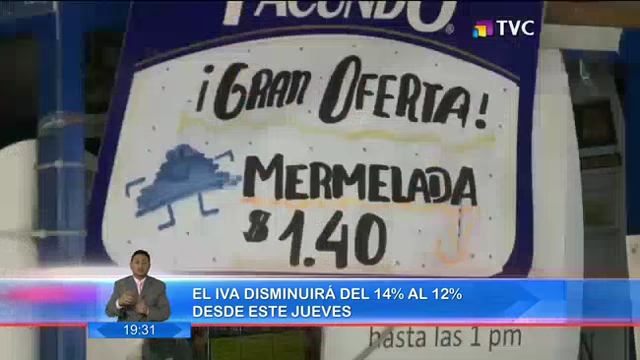 FACUNDO®
TVC
¡GRAN OFERTA!
MERMELADA
$1.40
EL IVA DISMINUIRÁ DEL 14% AL 12%
DESDE ESTE JUEVES
19:31
hasta las 1 pm